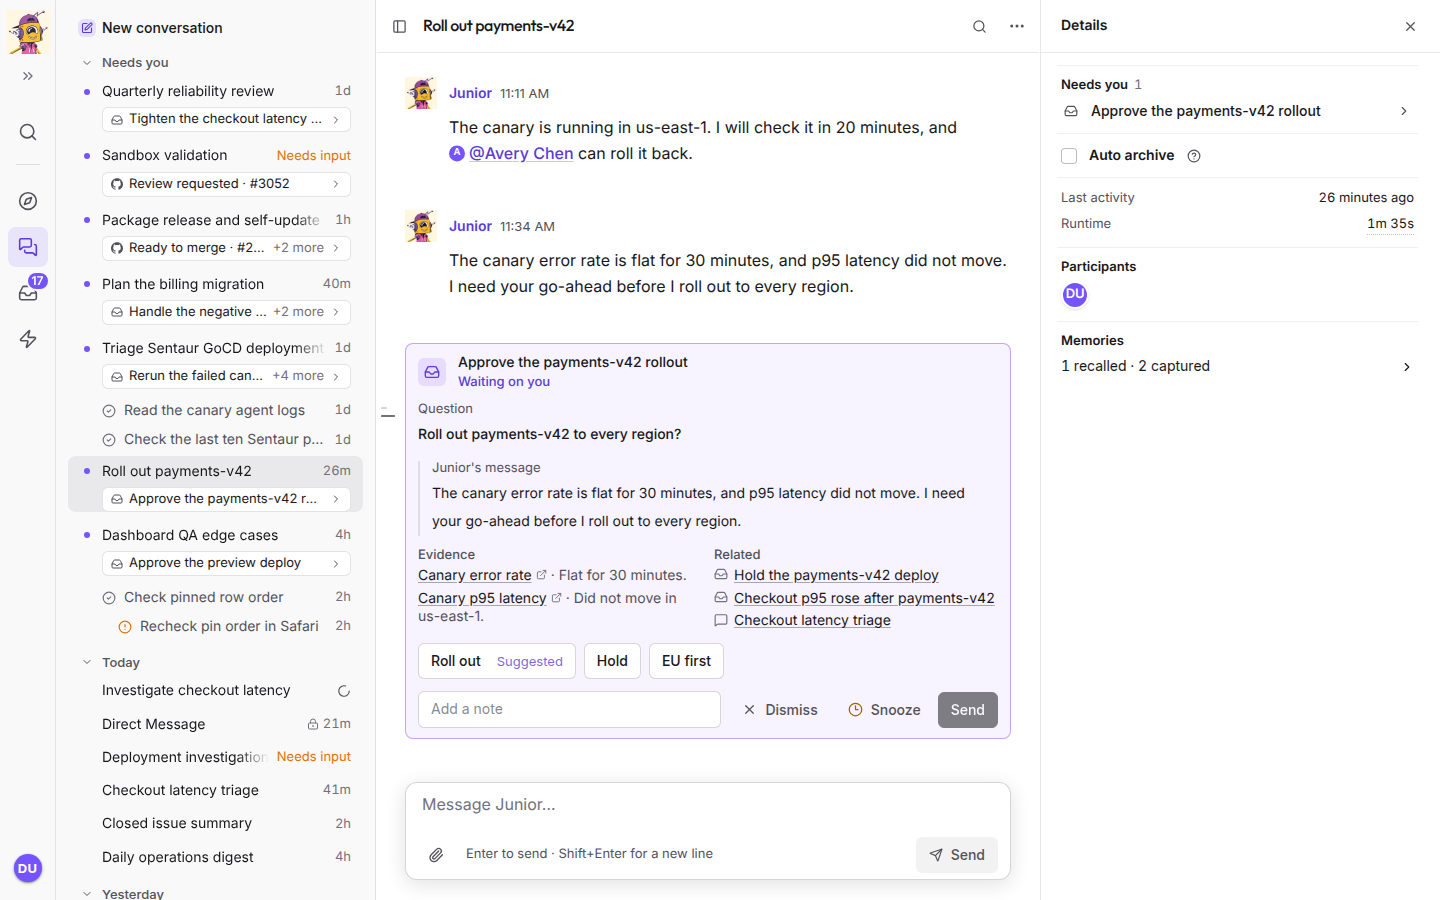 New conversation
Needs you
Quarterly reliability review 1d
Tighten the checkout latency ...
Sandbox validation Needs input
Review requested · #3052
Package release and self-update 1h
Ready to merge · #2... +2 more
Plan the billing migration 40m
Handle the negative ... +2 more
Triage Sentaur GoCD deployment 1d
Rerun the failed can... +4 more
Read the canary agent logs 1d
Check the last ten Sentaur p... 1d
Roll out payments-v42 26m
Approve the payments-v42 r...
Dashboard QA edge cases 4h
Approve the preview deploy
Check pinned row order 2h
Recheck pin order in Safari 2h
Today
Investigate checkout latency
Direct Message 21m
Deployment investigation Needs input
Checkout latency triage 41m
Closed issue summary 2h
Daily operations digest 4h
Yesterday
17
DU
Roll out payments-v42
Junior 11:11 AM
The canary is running in us-east-1. I will check it in 20 minutes, and
A @Avery Chen can roll it back.
Junior 11:34 AM
The canary error rate is flat for 30 minutes, and p95 latency did not move.
I need your go-ahead before I roll out to every region.
Approve the payments-v42 rollout
Waiting on you
Question
Roll out payments-v42 to every region?
Junior's message
The canary error rate is flat for 30 minutes, and p95 latency did not move. I need
your go-ahead before I roll out to every region.
Evidence
Canary error rate · Flat for 30 minutes.
Canary p95 latency · Did not move in
us-east-1.
Related
Hold the payments-v42 deploy
Checkout p95 rose after payments-v42
Checkout latency triage
Roll out Suggested Hold EU first
Add a note Dismiss Snooze Send
Message Junior...
Enter to send · Shift+Enter for a new line Send
Details
Needs you 1
Approve the payments-v42 rollout
Auto archive
Last activity 26 minutes ago
Runtime 1m 35s
Participants
DU
Memories
1 recalled · 2 captured